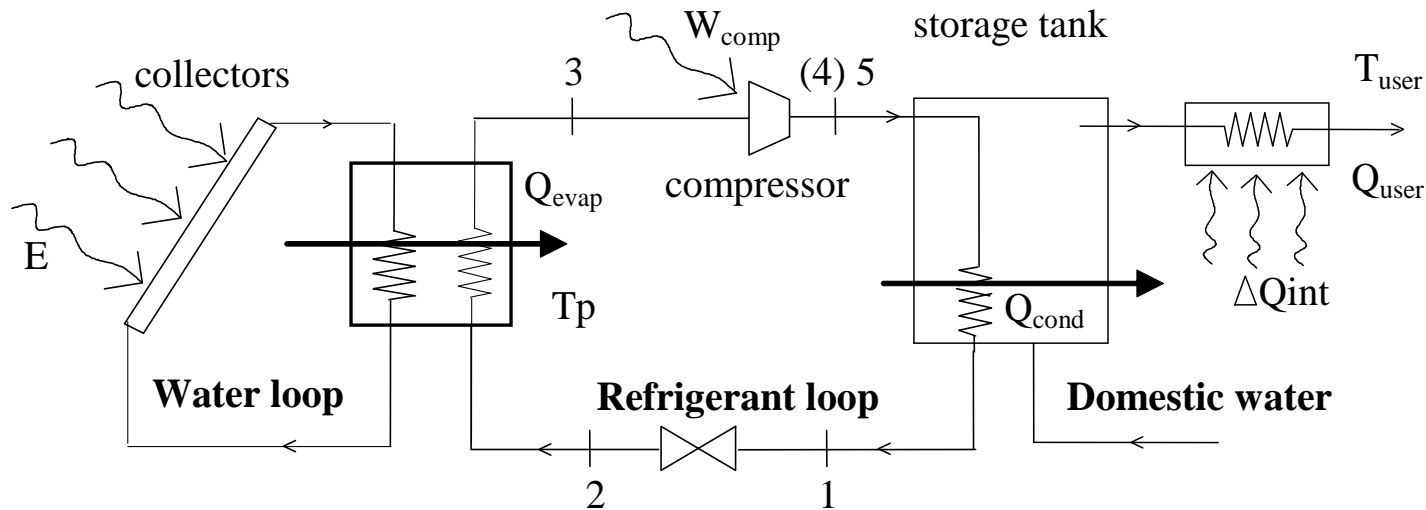 W_comp
storage tank
collectors
3
(4) 5
T_user
Q_evap
compressor
Q_user
E
Tp
Q_cond
ΔQint
Water loop
Refrigerant loop
Domestic water
2
1